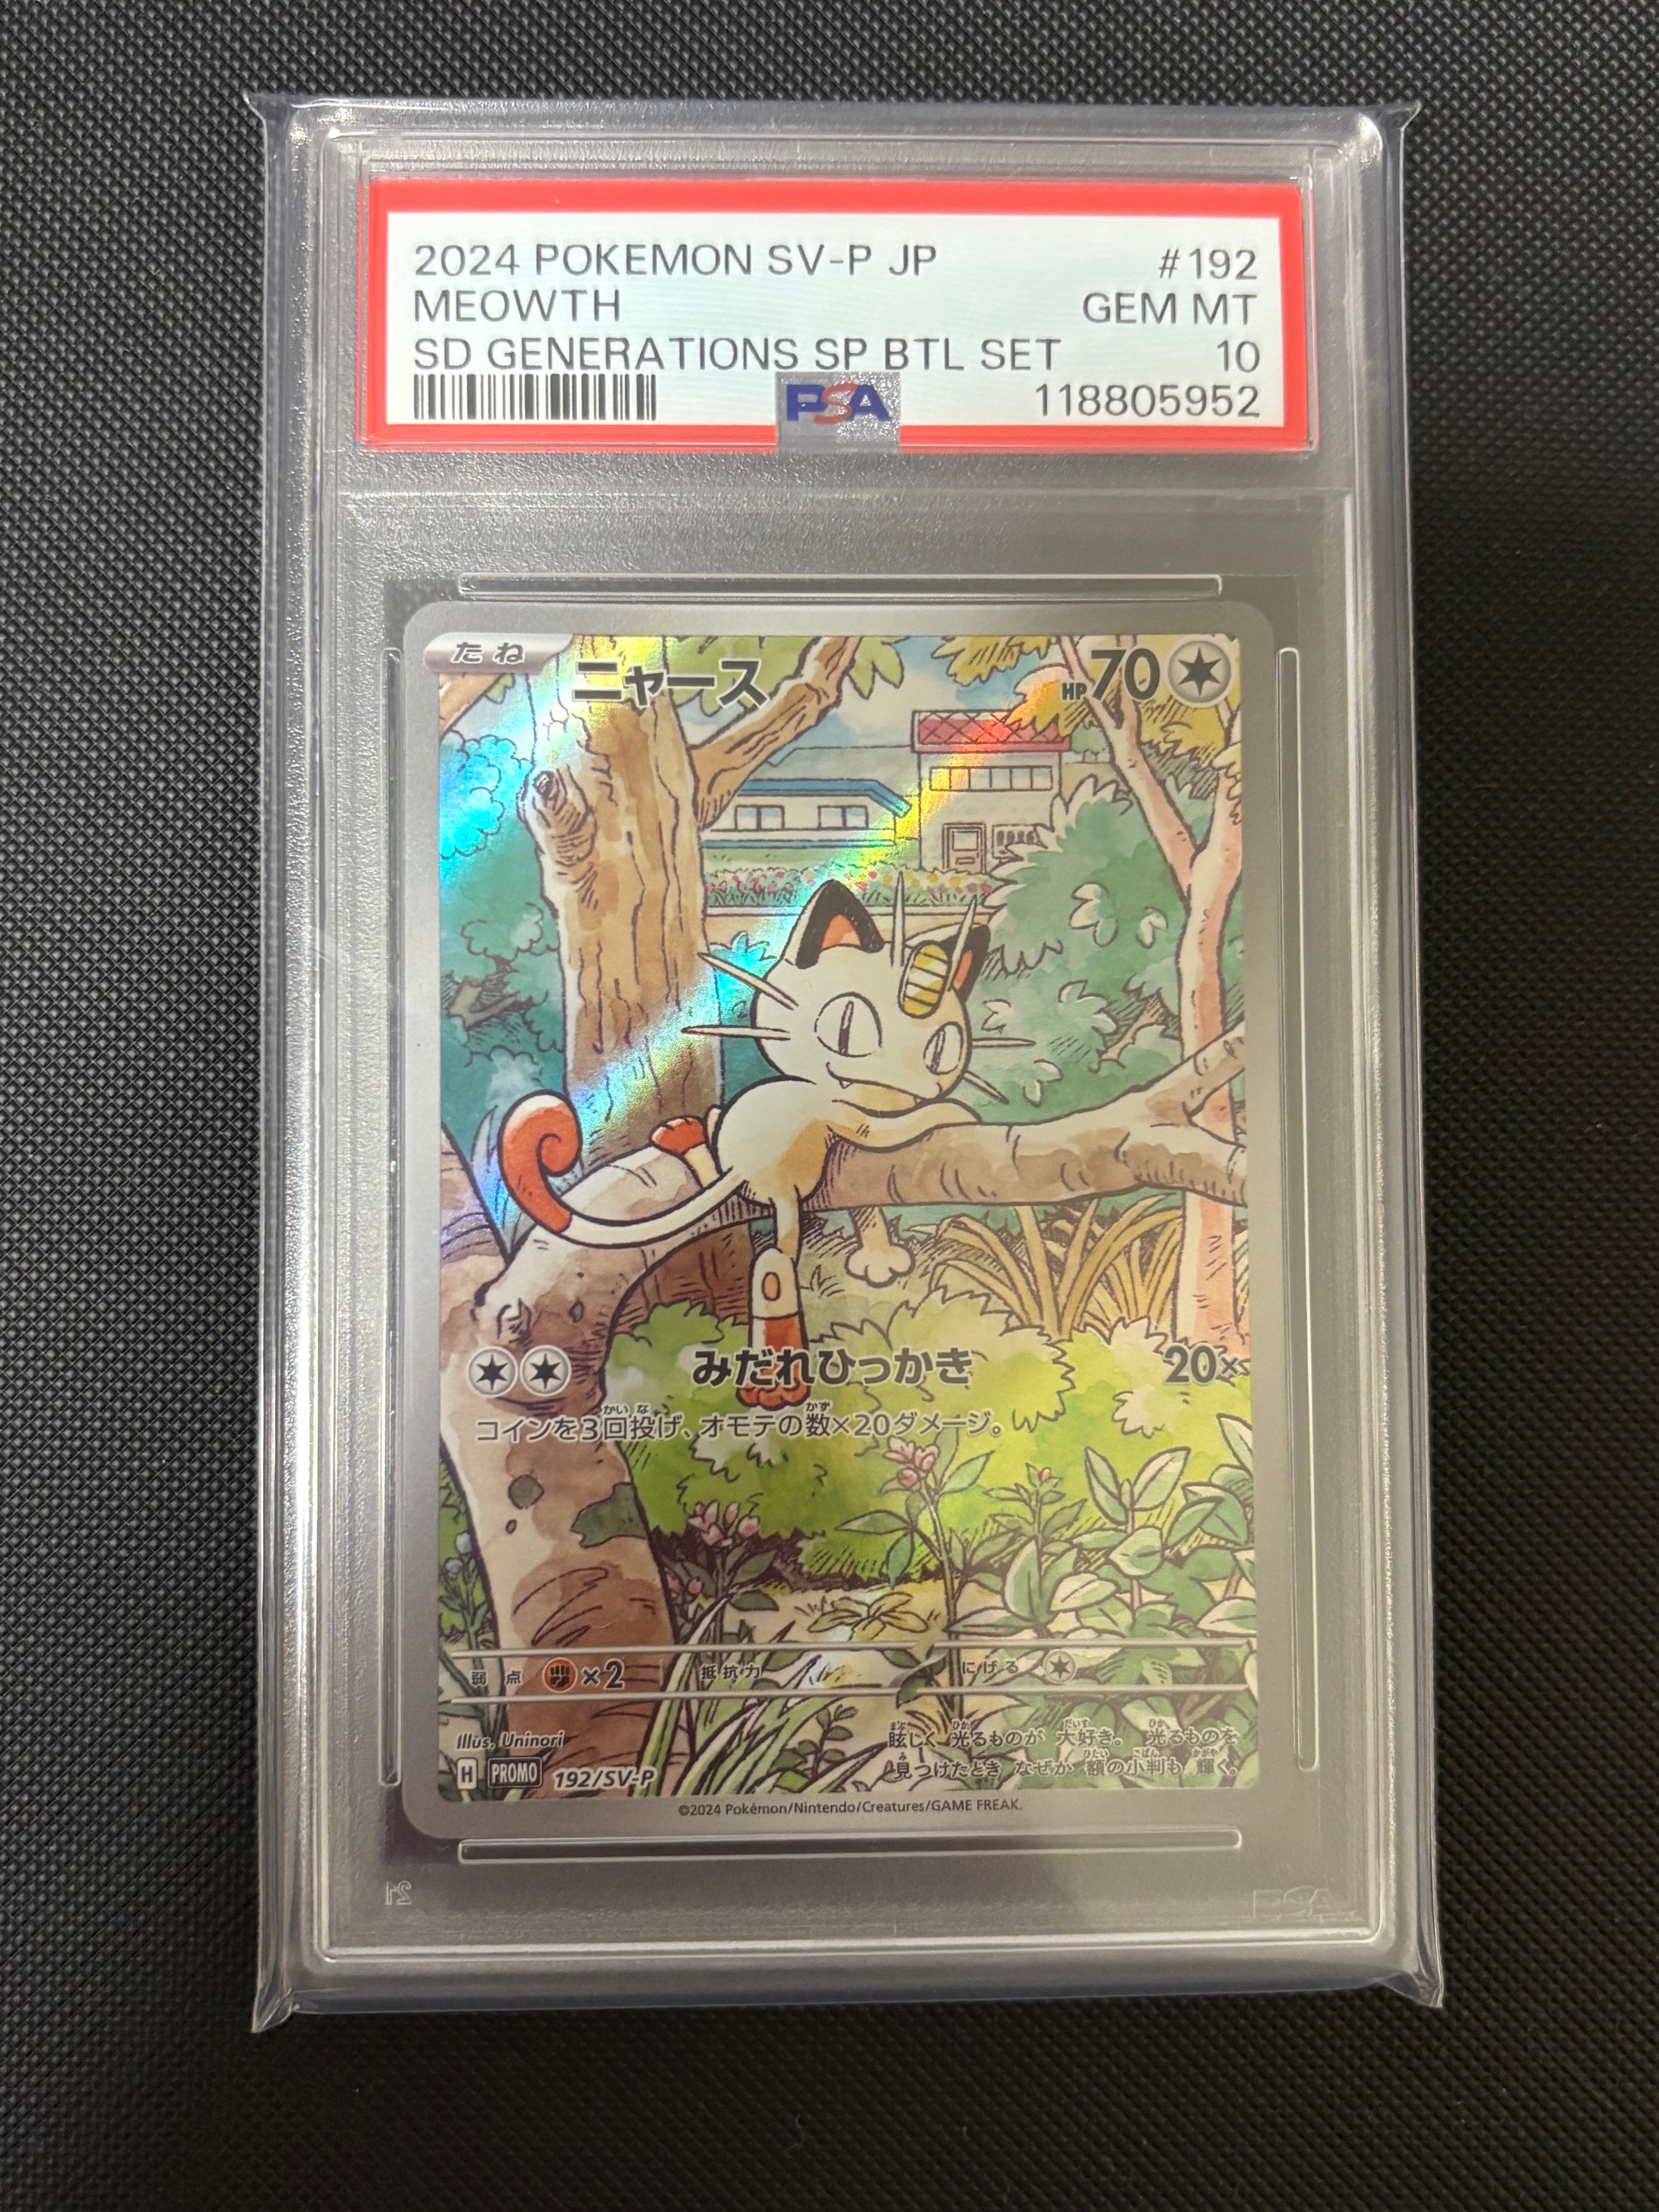 2024 POKEMON SV-P JP #192
MEOWTH GEM MT
SD GENERATIONS SP BTL SET 10
PSA 118805952
たね ニャース HP70
みだれひっかき 20×
コインを3回投げ、オモテの数×20ダメージ。
弱点 ×2 抵抗力 にげる
Illus. Uninori
眩しく 光るものが 大好き。 光るものを
見つけたとき なぜか 額の小判も 輝く。
H PROMO 192/SV-P
©2024 Pokémon/Nintendo/Creatures/GAME FREAK.
21 PSA